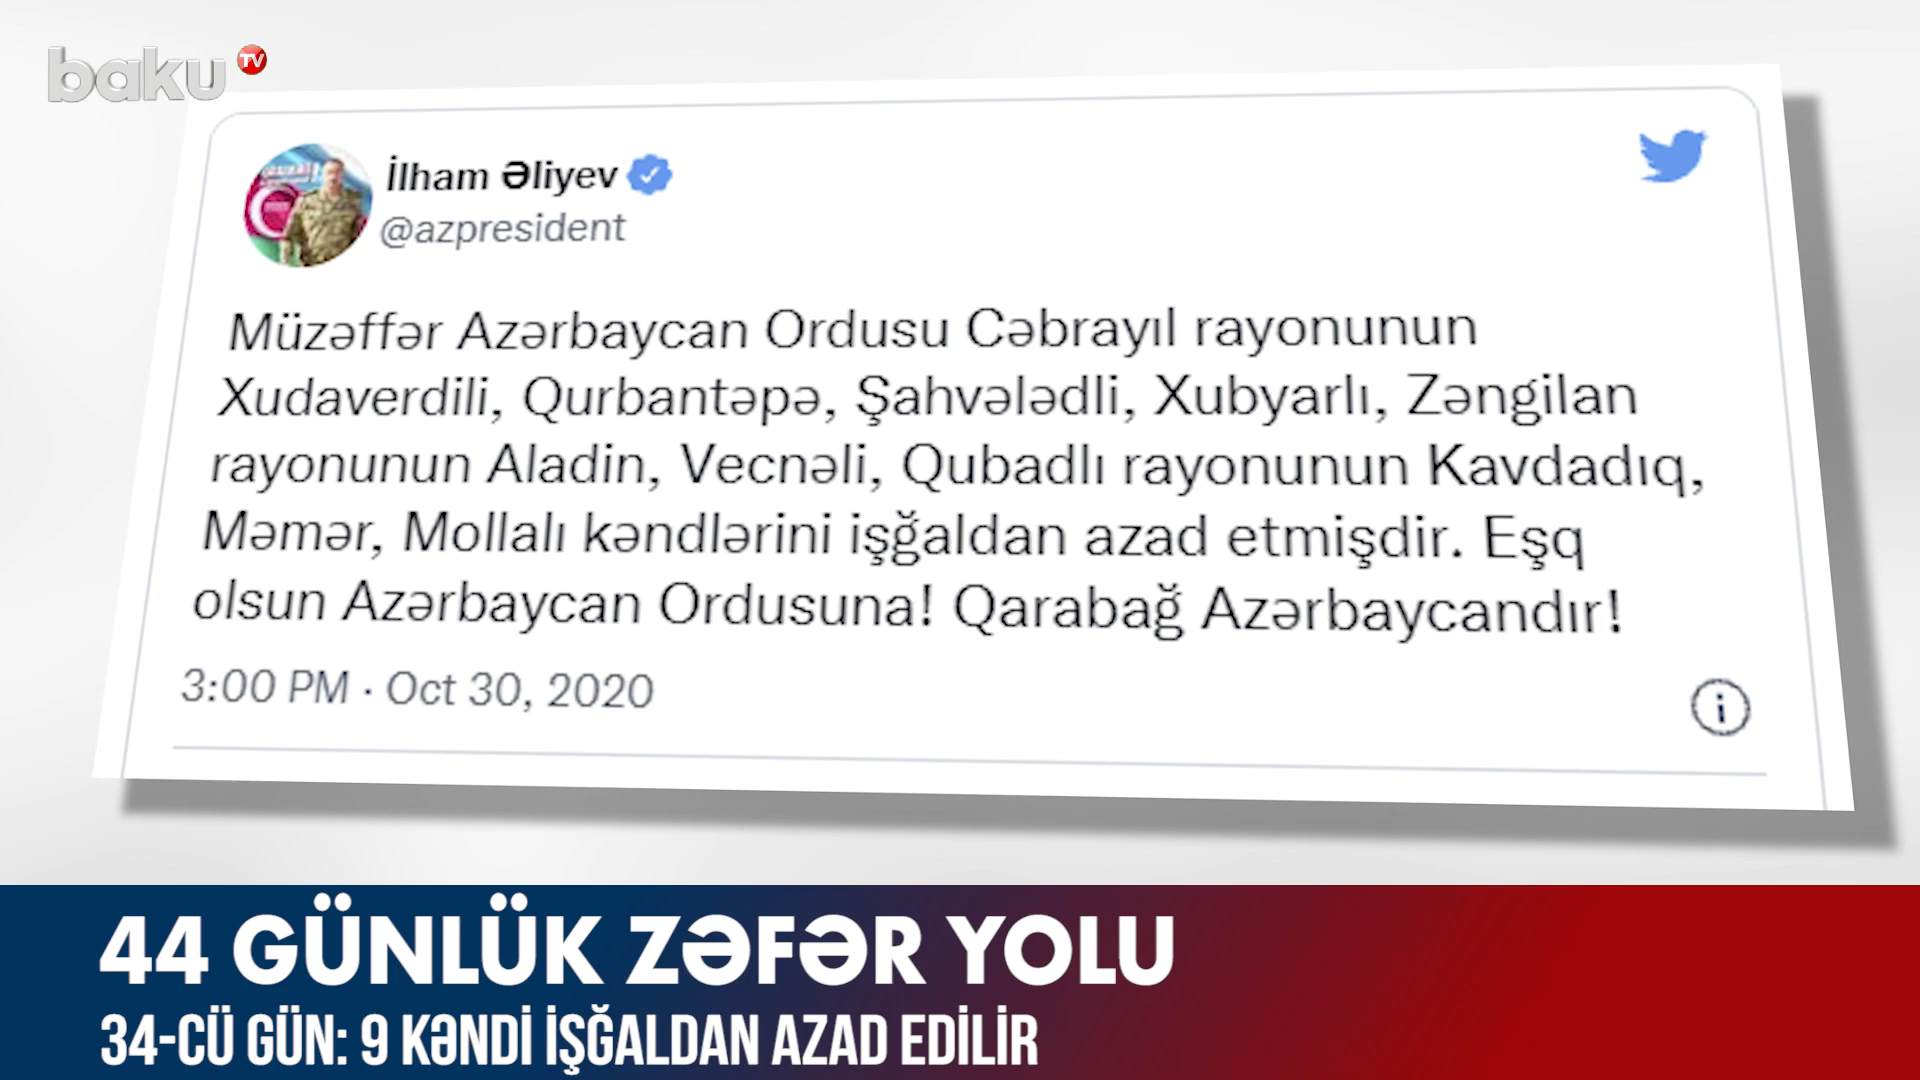 baku TV
İlham Əliyev
@azpresident
Müzəffər Azərbaycan Ordusu Cəbrayıl rayonunun
Xudaverdili, Qurbantəpə, Şahvələdli, Xubyarlı, Zəngilan
rayonunun Aladin, Vecnəli, Qubadlı rayonunun Kavdadıq,
Məmər, Mollalı kəndlərini işğaldan azad etmişdir. Eşq
olsun Azərbaycan Ordusuna! Qarabağ Azərbaycandır!
3:00 PM · Oct 30, 2020
44 GÜNLÜK ZƏFƏR YOLU
34-CÜ GÜN: 9 KƏNDİ İŞĞALDAN AZAD EDİLİR